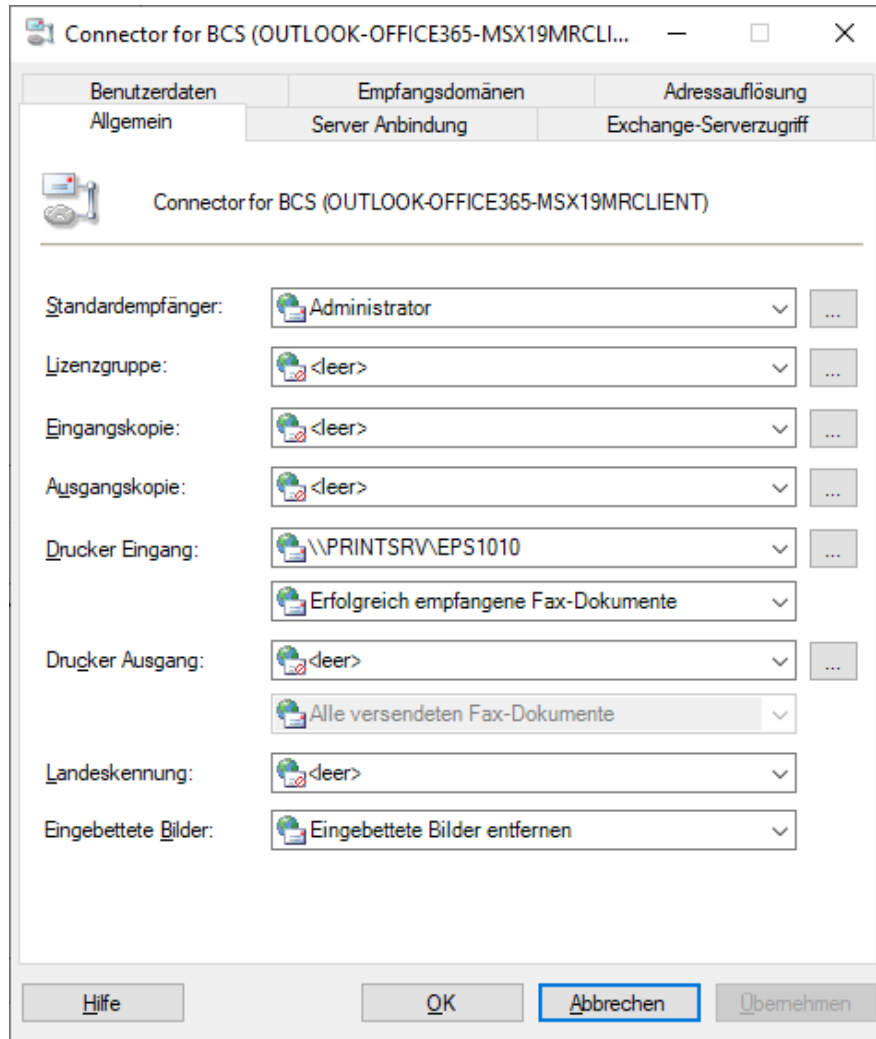 Connector for BCS (OUTLOOK-OFFICE365-MSX19MRCLI...
Benutzerdaten Empfangsdomänen Adressauflösung
Allgemein Server Anbindung Exchange-Serverzugriff
Connector for BCS (OUTLOOK-OFFICE365-MSX19MRCLIENT)
Standardempfänger: Administrator ...
Lizenzgruppe: <leer> ...
Eingangskopie: <leer> ...
Ausgangskopie: <leer> ...
Drucker Eingang: \\PRINTSRV\EPS1010 ...
Erfolgreich empfangene Fax-Dokumente
Drucker Ausgang: <leer> ...
Alle versendeten Fax-Dokumente
Landeskennung: <leer>
Eingebettete Bilder: Eingebettete Bilder entfernen
Hilfe OK Abbrechen Übernehmen